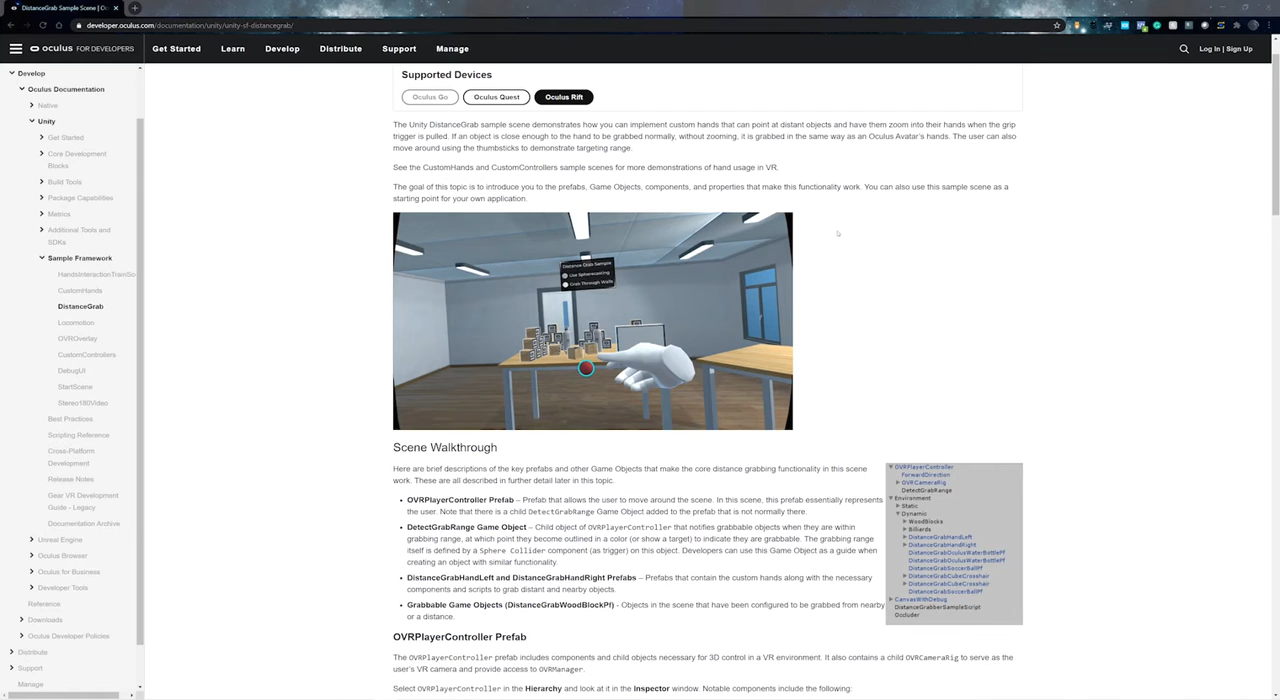 DistanceGrab Sample Scene | Oc
developer.oculus.com/documentation/unity/unity-sf-distancegrab/
oculus FOR DEVELOPERS
Get Started
Learn
Develop
Distribute
Support
Manage
Log In | Sign Up
Develop
Oculus Documentation
Native
Unity
Get Started
Core Development
Blocks
Build Tools
Package Capabilities
Metrics
Additional Tools and
SDKs
Sample Framework
HandsInteractionTrainSc
CustomHands
DistanceGrab
Locomotion
OVROverlay
CustomControllers
DebugUI
StartScene
Stereo180Video
Best Practices
Scripting Reference
Cross-Platform
Development
Release Notes
Gear VR Development
Guide - Legacy
Documentation Archive
Unreal Engine
Oculus Browser
Oculus for Business
Developer Tools
Reference
Downloads
Oculus Developer Policies
Distribute
Support
Manage
Supported Devices
Oculus Go
Oculus Quest
Oculus Rift
The Unity DistanceGrab sample scene demonstrates how you can implement custom hands that can point at distant objects and have them zoom into their hands when the grip
trigger is pulled. If an object is close enough to the hand to be grabbed normally, without zooming, it is grabbed in the same way as an Oculus Avatar's hands. The user can also
move around using the thumbsticks to demonstrate targeting range.
See the CustomHands and CustomControllers sample scenes for more demonstrations of hand usage in VR.
The goal of this topic is to introduce you to the prefabs, Game Objects, components, and properties that make this functionality work. You can also use this sample scene as a
starting point for your own application.
Distance Grab Sample
Use Spherecasting
Grab Through Walls
Scene Walkthrough
Here are brief descriptions of the key prefabs and other Game Objects that make the core distance grabbing functionality in this scene
work. These are all described in further detail later in this topic.
• OVRPlayerController Prefab – Prefab that allows the user to move around the scene. In this scene, this prefab essentially represents
the user. Note that there is a child DetectGrabRange Game Object added to the prefab that is not normally there.
• DetectGrabRange Game Object – Child object of OVRPlayerController that notifies grabbable objects when they are within
grabbing range, at which point they become outlined in a color (or show a target) to indicate they are grabbable. The grabbing range
itself is defined by a Sphere Collider component (as trigger) on this object. Developers can use this Game Object as a guide when
creating an object with similar functionality.
• DistanceGrabHandLeft and DistanceGrabHandRight Prefabs – Prefabs that contain the custom hands along with the necessary
components and scripts to grab distant and nearby objects.
• Grabbable Game Objects (DistanceGrabWoodBlockPf) - Objects in the scene that have been configured to be grabbed from nearby
or a distance.
OVRPlayerController
ForwardDirection
OVRCameraRig
DetectGrabRange
Environment
Static
Dynamic
WoodBlocks
Billiards
DistanceGrabHandLeft
DistanceGrabHandRight
DistanceGrabOculusWaterBottlePf
DistanceGrabOculusWaterBottlePf
DistanceGrabSoccerBallPf
DistanceGrabCubeCrosshair
DistanceGrabCubeCrosshair
DistanceGrabSoccerBallPf
CanvasWithDebug
DistanceGrabberSampleScript
Occluder
OVRPlayerController Prefab
The OVRPlayerController prefab includes components and child objects necessary for 3D control in a VR environment. It also contains a child OVRCameraRig to serve as the
user's VR camera and provide access to OVRManager.
Select OVRPlayerController in the Hierarchy and look at it in the Inspector window. Notable components include the following: